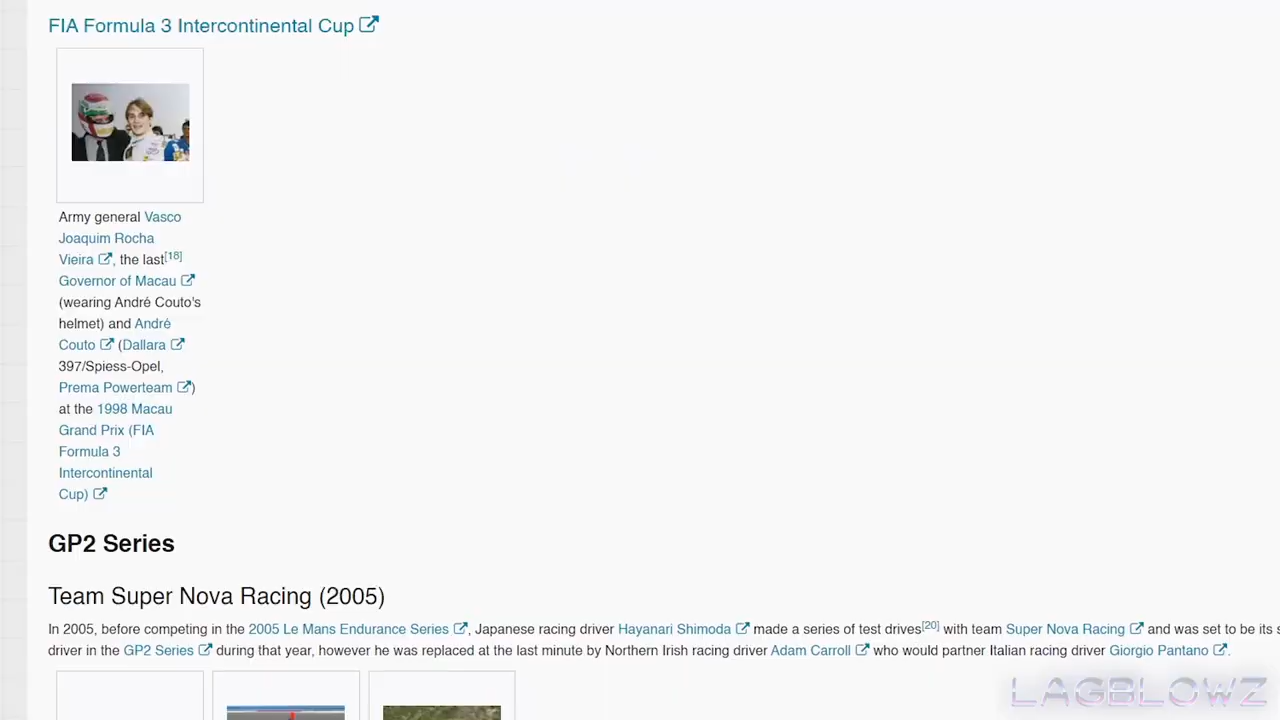 FIA Formula 3 Intercontinental Cup
Army general Vasco
Joaquim Rocha
Vieira, the last[18]
Governor of Macau
(wearing André Couto's
helmet) and André
Couto (Dallara
397/Spiess-Opel,
Prema Powerteam)
at the 1998 Macau
Grand Prix (FIA
Formula 3
Intercontinental
Cup)
GP2 Series
Team Super Nova Racing (2005)
In 2005, before competing in the 2005 Le Mans Endurance Series, Japanese racing driver Hayanari Shimoda made a series of test drives[20] with team Super Nova Racing and was set to be its s
driver in the GP2 Series during that year, however he was replaced at the last minute by Northern Irish racing driver Adam Carroll who would partner Italian racing driver Giorgio Pantano.
LAGBLOWZ